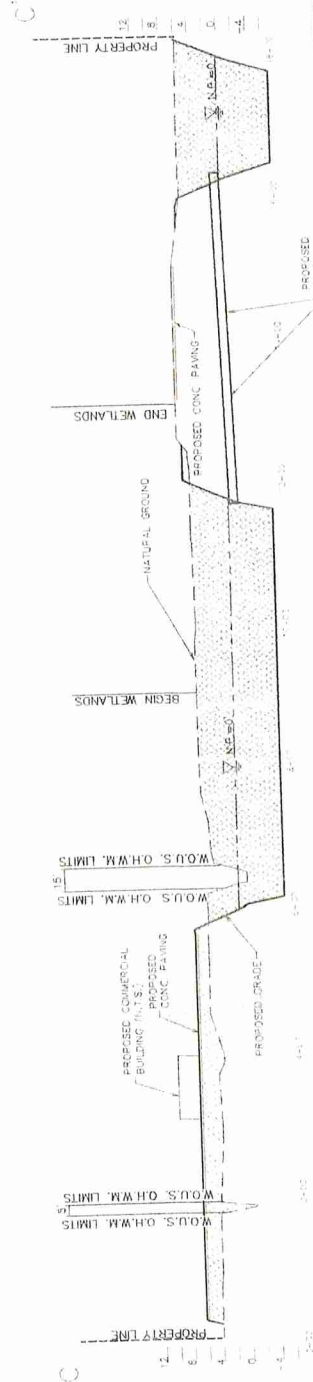 C
C'
PROPERTY LINE
12
8
4
0
-4
5'
W.O.U.S. O.H.W.M. LIMITS
W.O.U.S. O.H.W.M. LIMITS
PROPOSED COMMERCIAL
BUILDING (N.T.S.)
PROPOSED
CONC PAVING
PROPOSED GRADE
15'
W.O.U.S. O.H.W.M. LIMITS
W.O.U.S. O.H.W.M. LIMITS
N.P.=0'
BEGIN WETLANDS
NATURAL GROUND
END WETLANDS
PROPOSED CONC PAVING
PROPOSED
N.P.=0'
PROPERTY LINE
12
8
4
0
-4